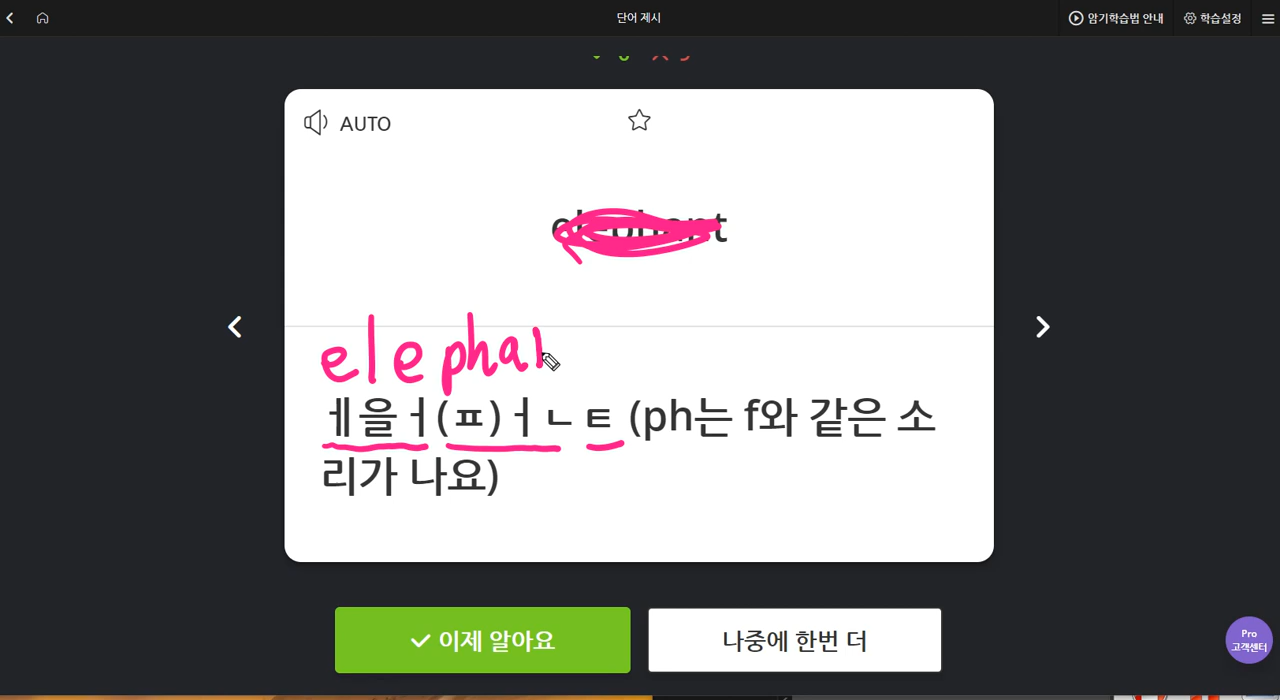 단어 제시
암기학습법 안내
학습설정
AUTO
elephant
elepha
ㅔ을ㅓ(ㅍ)ㅓㄴㅌ (ph는 f와 같은 소
리가 나요)
이제 알아요
나중에 한번 더
Pro
고객센터